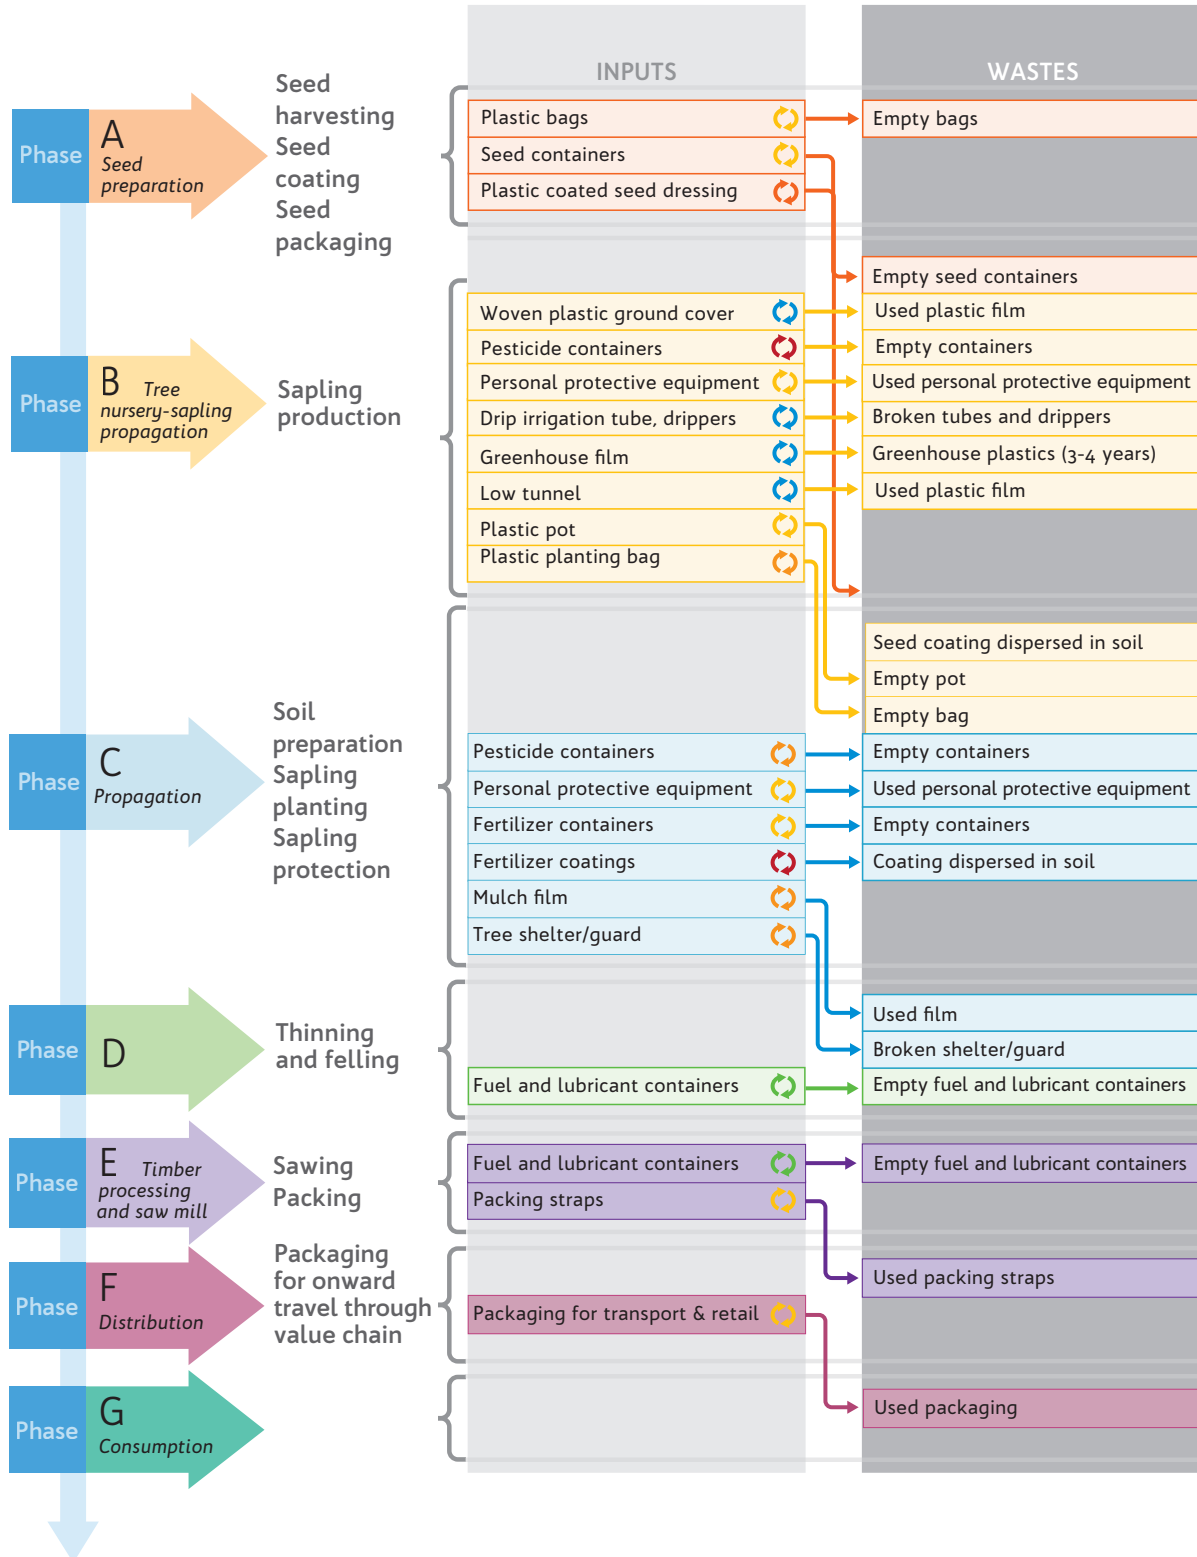 INPUTS
WASTES
Phase
A
Seed
preparation
Seed
harvesting
Seed
coating
Seed
packaging
Plastic bags
Seed containers
Plastic coated seed dressing
Empty bags
Empty seed containers
Phase
B Tree
nursery-sapling
propagation
Sapling
production
Woven plastic ground cover
Pesticide containers
Personal protective equipment
Drip irrigation tube, drippers
Greenhouse film
Low tunnel
Plastic pot
Plastic planting bag
Used plastic film
Empty containers
Used personal protective equipment
Broken tubes and drippers
Greenhouse plastics (3-4 years)
Used plastic film
Seed coating dispersed in soil
Empty pot
Empty bag
Phase
C
Propagation
Soil
preparation
Sapling
planting
Sapling
protection
Pesticide containers
Personal protective equipment
Fertilizer containers
Fertilizer coatings
Mulch film
Tree shelter/guard
Empty containers
Used personal protective equipment
Empty containers
Coating dispersed in soil
Used film
Broken shelter/guard
Phase
D
Thinning
and felling
Fuel and lubricant containers
Empty fuel and lubricant containers
Phase
E Timber
processing
and saw mill
Sawing
Packing
Fuel and lubricant containers
Packing straps
Empty fuel and lubricant containers
Used packing straps
Phase
F
Distribution
Packaging
for onward
travel through
value chain
Packaging for transport & retail
Used packaging
Phase
G
Consumption